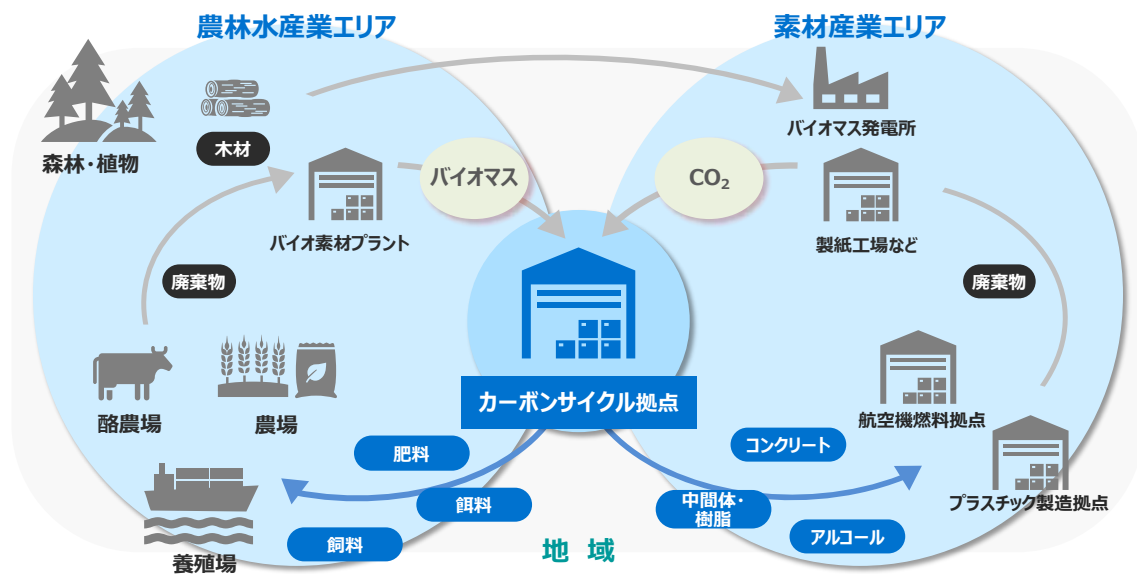 農林水産業エリア
素材産業エリア
森林・植物
木材
バイオマス発電所
バイオマス
CO₂
バイオ素材プラント
製紙工場など
廃棄物
廃棄物
酪農場
農場
カーボンサイクル拠点
航空機燃料拠点
プラスチック製造拠点
肥料
餌料
飼料
養殖場
コンクリート
中間体・
樹脂
アルコール
地 域